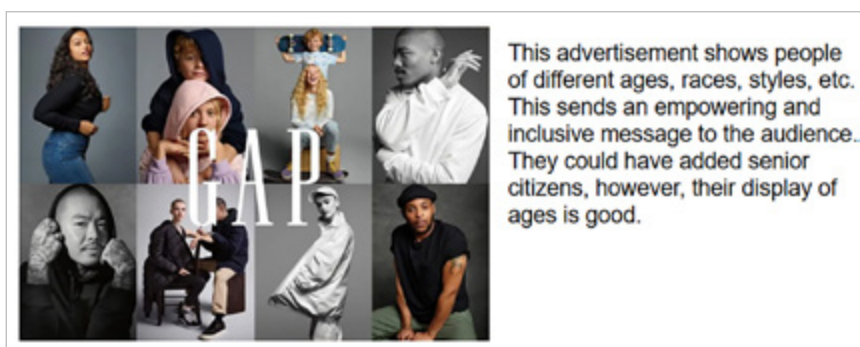 GAP
This advertisement shows people
of different ages, races, styles, etc.
This sends an empowering and
inclusive message to the audience..
They could have added senior
citizens, however, their display of
ages is good.